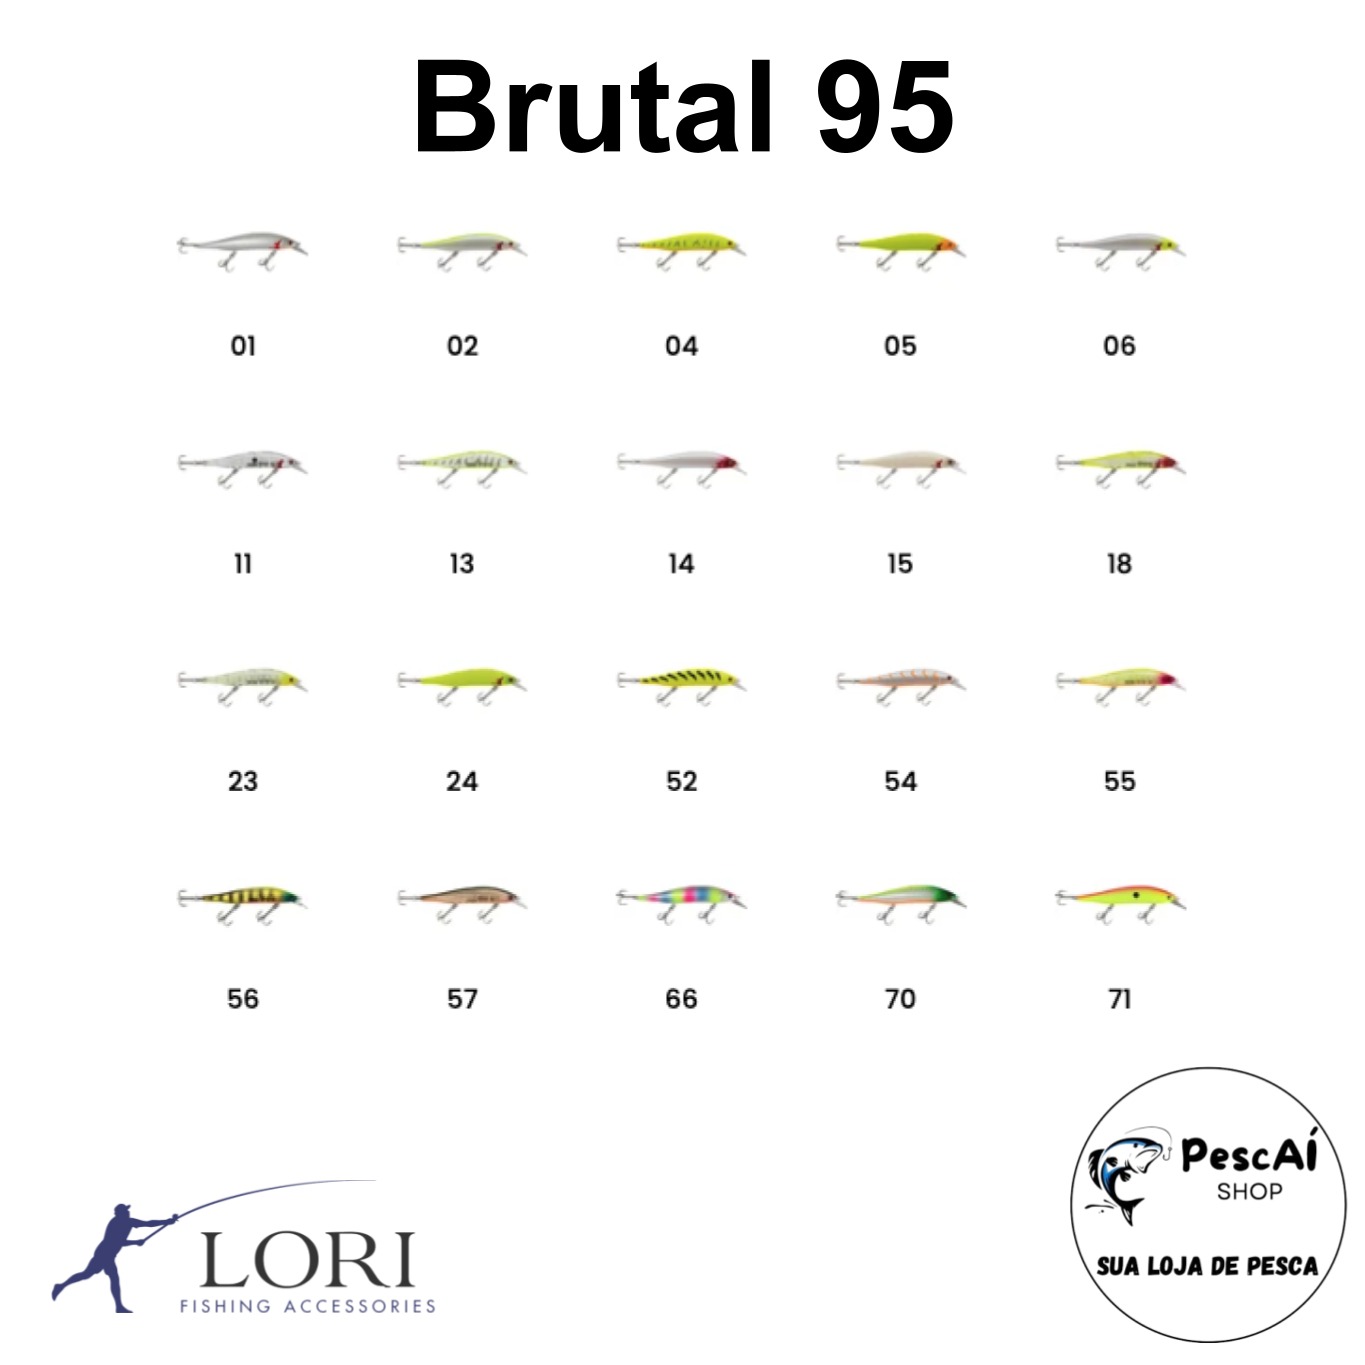 Brutal 95
01 02 04 05 06
11 13 14 15 18
23 24 52 54 55
56 57 66 70 71
LORI
FISHING ACCESSORIES
PescAÍ
SHOP
SUA LOJA DE PESCA